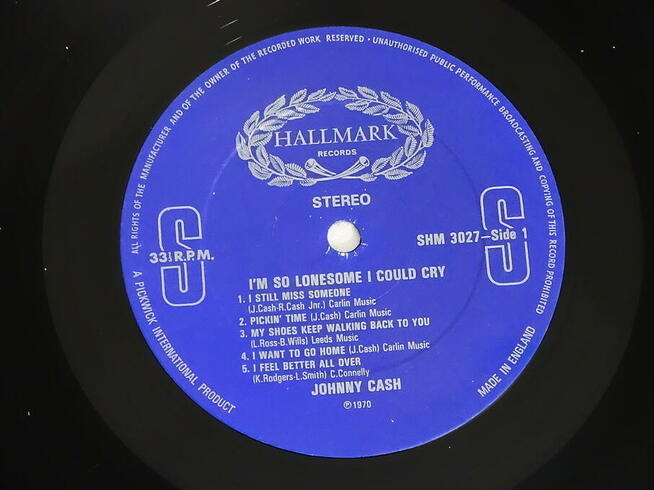 ALL RIGHTS OF THE MANUFACTURER AND OF THE OWNER OF THE RECORDED WORK RESERVED · UNAUTHORISED PUBLIC PERFORMANCE BROADCASTING AND COPYING OF THIS RECORD PROHIBITED
HALLMARK
RECORDS
STEREO
S
33⅓ R.P.M.
S
SHM 3027—Side 1
I'M SO LONESOME I COULD CRY
1. I STILL MISS SOMEONE
(J.Cash-R.Cash Jnr.) Carlin Music
2. PICKIN' TIME (J.Cash) Carlin Music
3. MY SHOES KEEP WALKING BACK TO YOU
(L.Ross-B.Wills) Leeds Music
4. I WANT TO GO HOME (J.Cash) Carlin Music
5. I FEEL BETTER ALL OVER
(K.Rodgers-L.Smith) C.Connelly
JOHNNY CASH
℗ 1970
A PICKWICK INTERNATIONAL PRODUCT
MADE IN ENGLAND